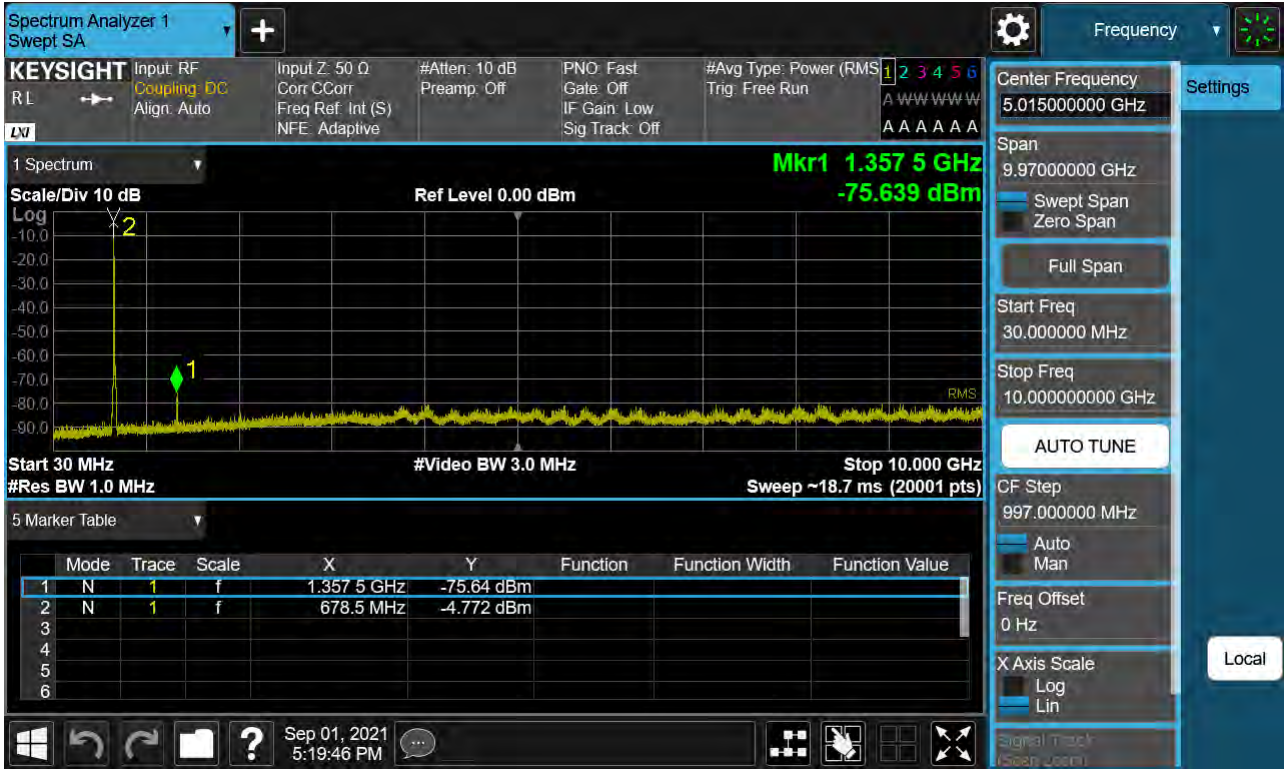 Spectrum Analyzer 1
Swept SA
+
Frequency
KEYSIGHT
RL
LXI
Input: RF
Coupling: DC
Align: Auto
Input Z: 50 Ω
Corr CCorr
Freq Ref: Int (S)
NFE: Adaptive
#Atten: 10 dB
Preamp: Off
PNO: Fast
Gate: Off
IF Gain: Low
Sig Track: Off
#Avg Type: Power (RMS
Trig: Free Run
1 2 3 4 5 6
A W W W W W
A A A A A A
1 Spectrum
Mkr1 1.357 5 GHz
-75.639 dBm
Scale/Div 10 dB
Ref Level 0.00 dBm
Log
-10.0
-20.0
-30.0
-40.0
-50.0
-60.0
-70.0
-80.0
-90.0
2
1
RMS
Start 30 MHz
#Video BW 3.0 MHz
Stop 10.000 GHz
#Res BW 1.0 MHz
Sweep ~18.7 ms (20001 pts)
5 Marker Table
Mode Trace Scale X Y Function Function Width Function Value
1 N 1 f 1.357 5 GHz -75.64 dBm
2 N 1 f 678.5 MHz -4.772 dBm
3
4
5
6
Sep 01, 2021
5:19:46 PM
?
Center Frequency
5.015000000 GHz
Settings
Span
9.97000000 GHz
Swept Span
Zero Span
Full Span
Start Freq
30.000000 MHz
Stop Freq
10.000000000 GHz
AUTO TUNE
CF Step
997.000000 MHz
Auto
Man
Freq Offset
0 Hz
X Axis Scale
Log
Lin
Local
Signal Track
(Span Zoom)